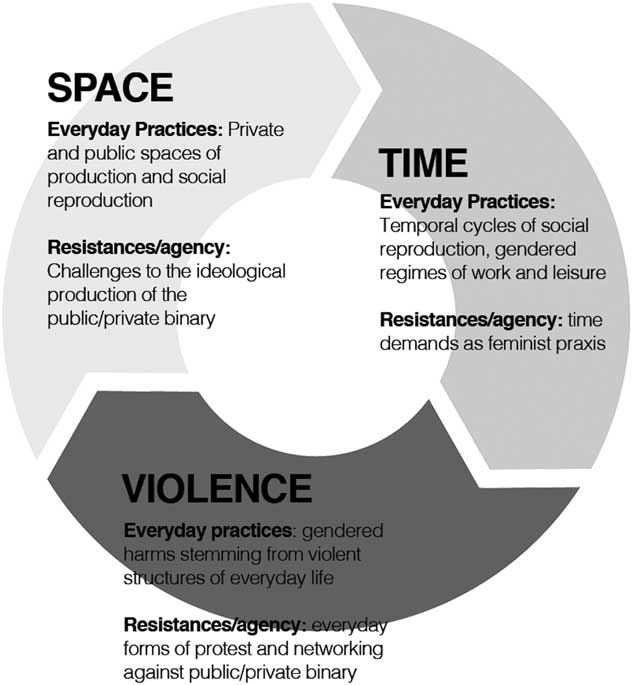 SPACE
Everyday Practices: Private
and public spaces of
production and social
reproduction
Resistances/agency:
Challenges to the ideological
production of the
public/private binary
TIME
Everyday Practices:
Temporal cycles of social
reproduction, gendered
regimes of work and leisure
Resistances/agency: time
demands as feminist praxis
VIOLENCE
Everyday practices: gendered
harms stemming from violent
structures of everyday life
Resistances/agency: everyday
forms of protest and networking
against public/private binary